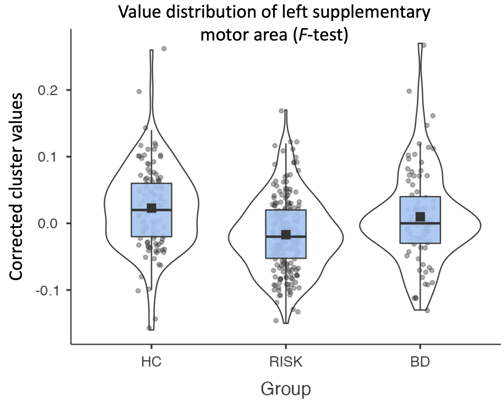 Value distribution of left supplementary
motor area (F-test)
Corrected cluster values
0.2
0.1
0.0
-0.1
HC RISK BD
Group